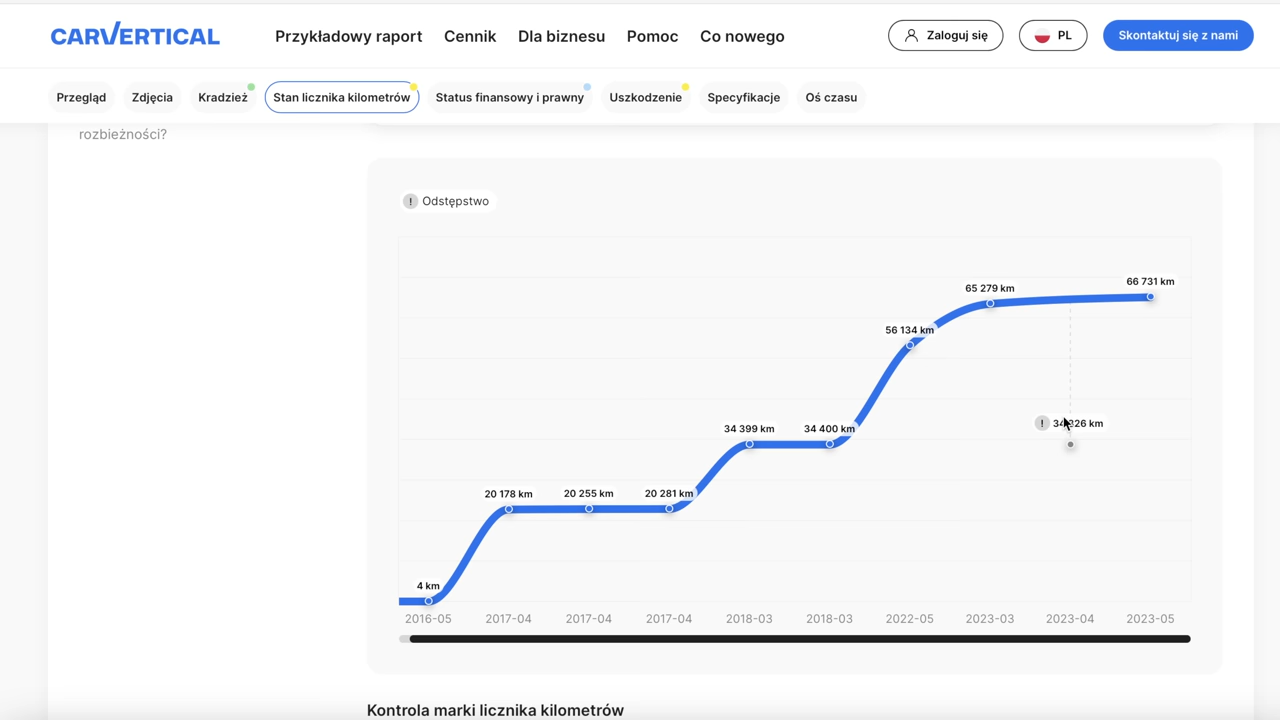 CARVERTICAL
Przykładowy raport Cennik Dla biznesu Pomoc Co nowego
Zaloguj się PL Skontaktuj się z nami
Przegląd Zdjęcia Kradzież Stan licznika kilometrów Status finansowy i prawny Uszkodzenie Specyfikacje Oś czasu
rozbieżności?
! Odstępstwo
66 731 km
65 279 km
56 134 km
! km
34 399 km 34 400 km
20 178 km 20 255 km 20 281 km
4 km
2016-05 2017-04 2017-04 2017-04 2018-03 2018-03 2022-05 2023-03 2023-04 2023-05
Kontrola marki licznika kilometrów